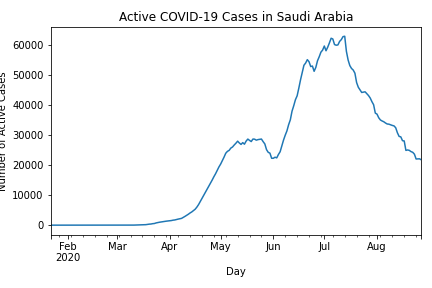 Active COVID-19 Cases in Saudi Arabia
Number of Active Cases
60000
50000
40000
30000
20000
10000
0
Feb
2020
Mar
Apr
May
Jun
Jul
Aug
Day